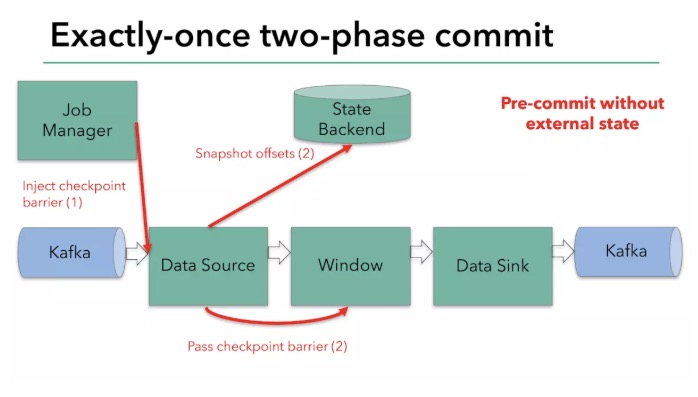 Exactly-once two-phase commit
Job
Manager
State
Backend
Pre-commit without
external state
Snapshot offsets (2)
Inject checkpoint
barrier (1)
Kafka
Data Source
Window
Data Sink
Kafka
Pass checkpoint barrier (2)